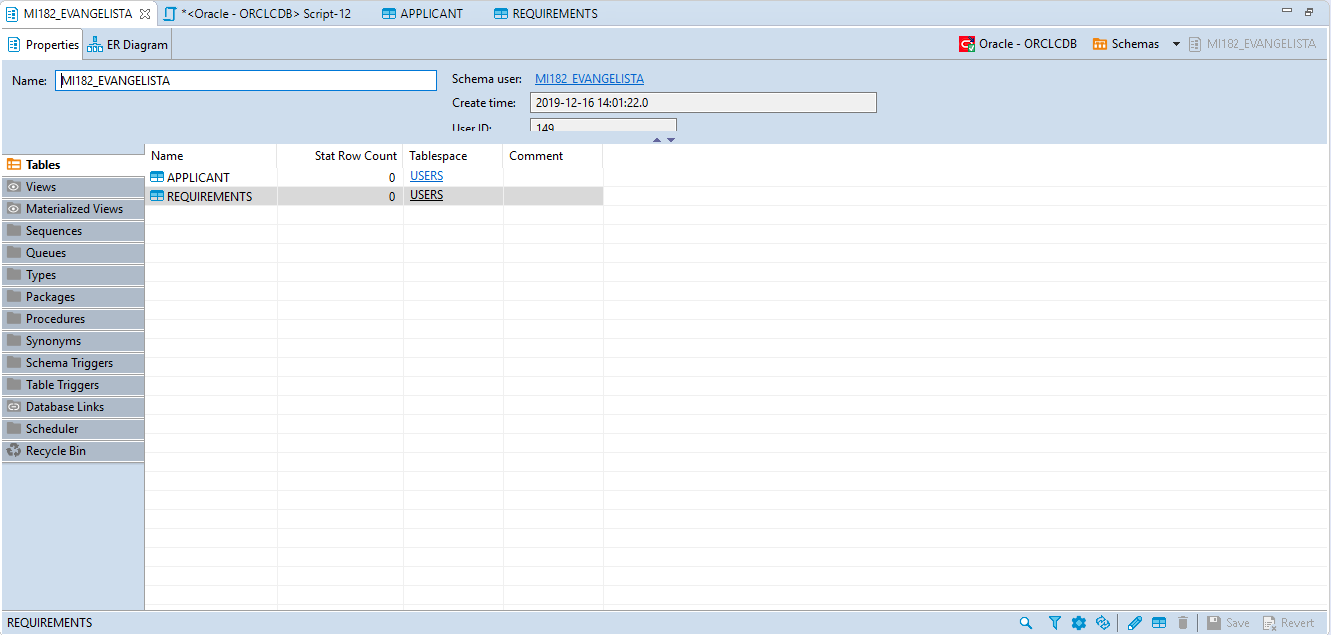 MI182_EVANGELISTA
*<Oracle - ORCLCDB> Script-12
APPLICANT
REQUIREMENTS
Properties
ER Diagram
Oracle - ORCLCDB
Schemas
MI182_EVANGELISTA
Name: MI182_EVANGELISTA
Schema user: MI182_EVANGELISTA
Create time: 2019-12-16 14:01:22.0
User ID: 149
Tables
Views
Materialized Views
Sequences
Queues
Types
Packages
Procedures
Synonyms
Schema Triggers
Table Triggers
Database Links
Scheduler
Recycle Bin
Name Stat Row Count Tablespace Comment
APPLICANT 0 USERS
REQUIREMENTS 0 USERS
REQUIREMENTS
Save
Revert